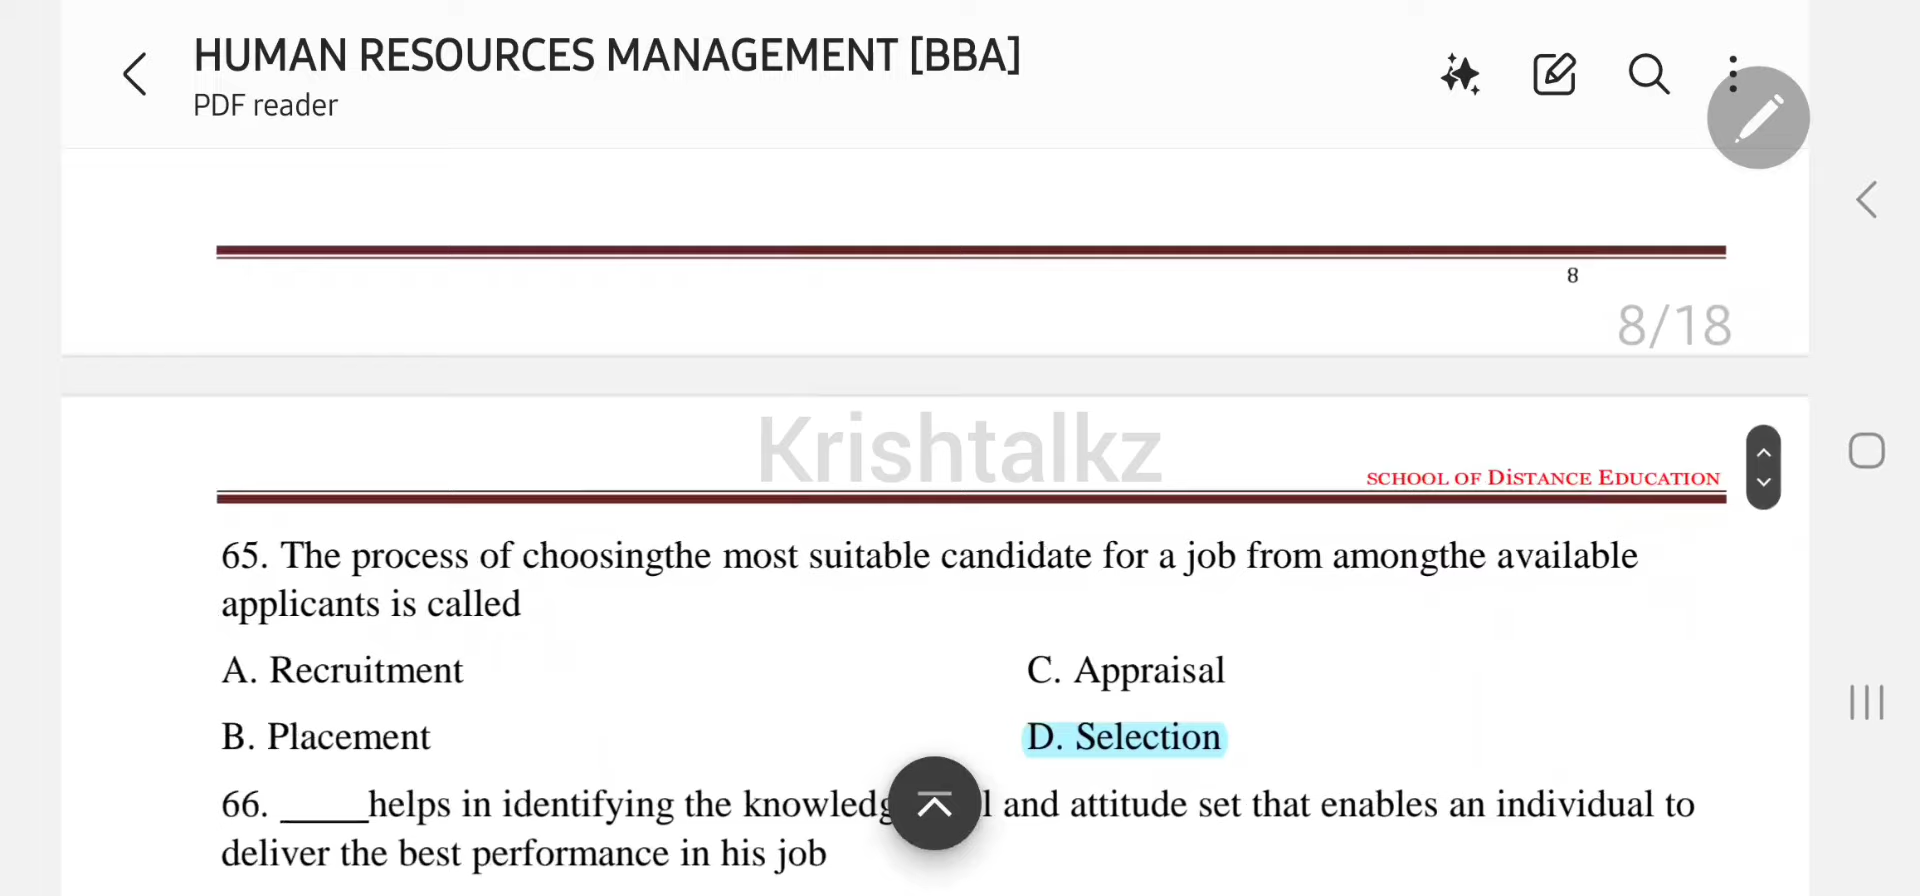 HUMAN RESOURCES MANAGEMENT [BBA]
PDF reader
8
8/18
Krishtalkz
SCHOOL OF DISTANCE EDUCATION
65. The process of choosingthe most suitable candidate for a job from amongthe available
applicants is called
A. Recruitment
C. Appraisal
B. Placement
D. Selection
66. _____helps in identifying the and attitude set that enables an individual to
deliver the best performance in his job